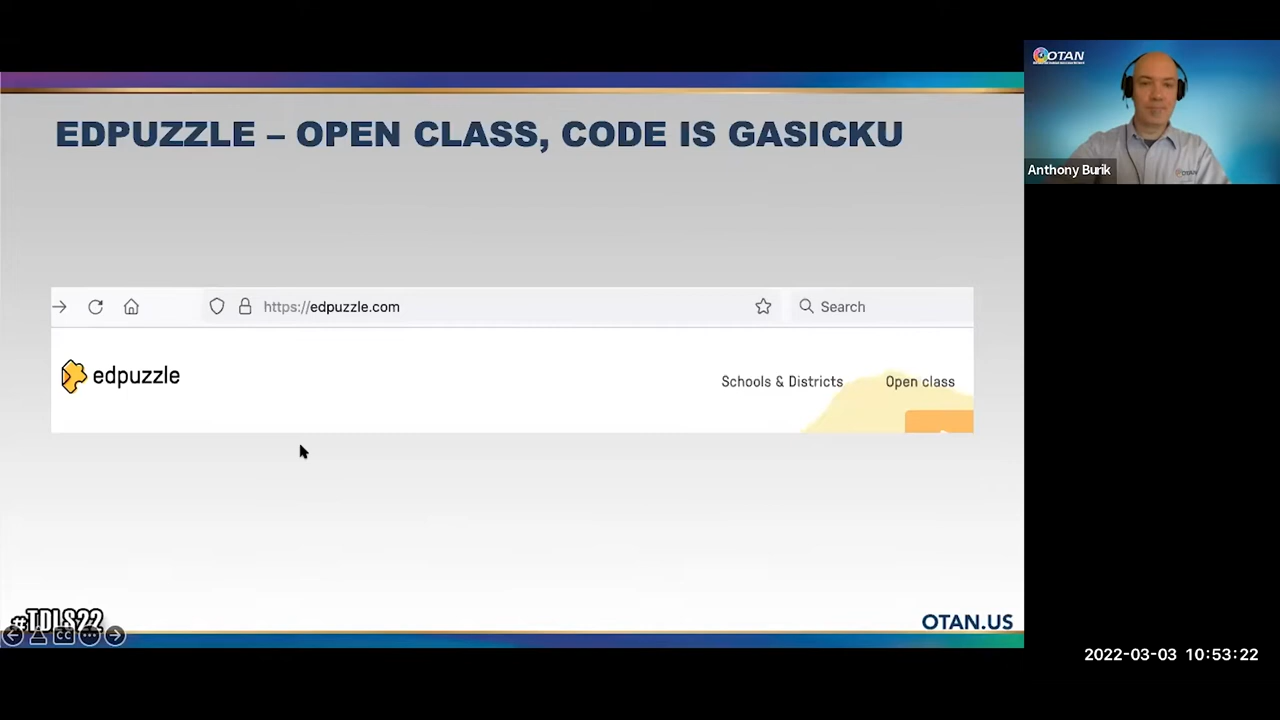 OTAN
Anthony Burik
EDPUZZLE – OPEN CLASS, CODE IS GASICKU
https://edpuzzle.com
Search
edpuzzle
Schools & Districts
Open class
#TDLS22
CC
OTAN.US
2022-03-03 10:53:22